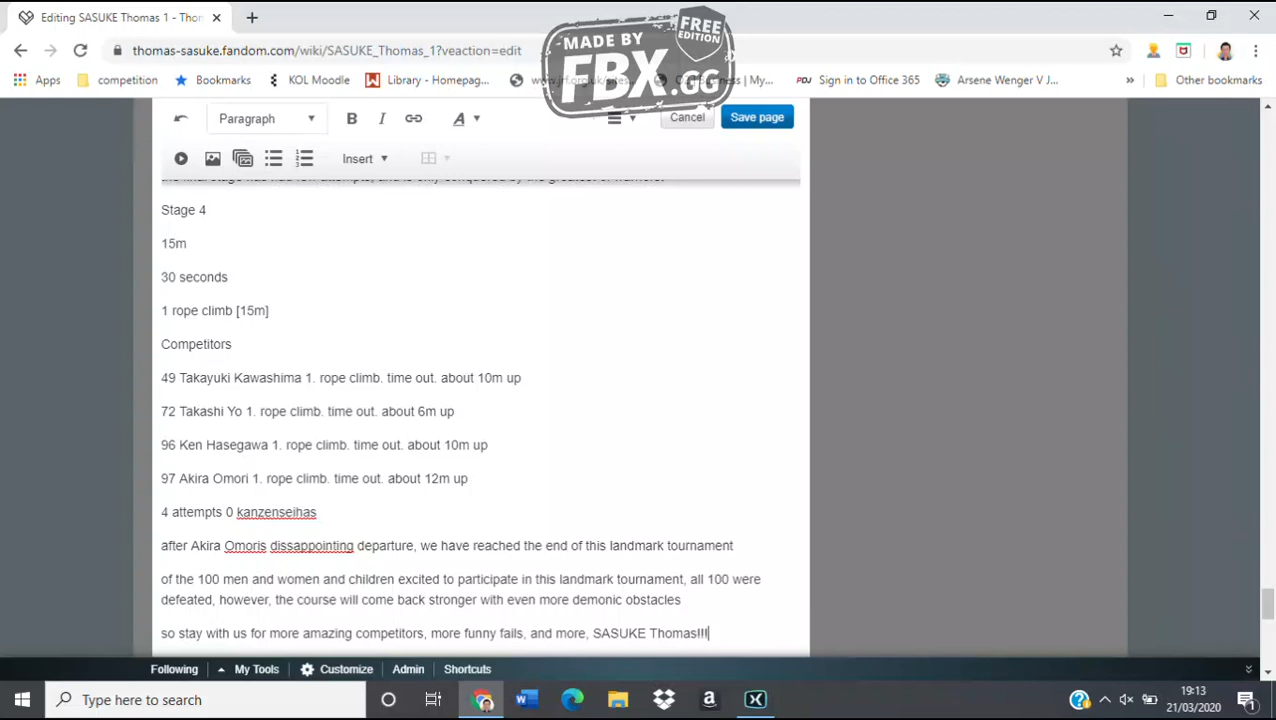 Editing SASUKE Thomas 1 - Thor
thomas-sasuke.fandom.com/wiki/SASUKE_Thomas_1?veaction=edit
MADE BY
FBX.GG
FREE
EDITION
Apps
competition
Bookmarks
KOL Moodle
Library - Homepag...
Sign in to Office 365
Arsene Wenger V J...
Other bookmarks
Paragraph
B
I
A
Cancel
Save page
Insert
Stage 4
15m
30 seconds
1 rope climb [15m]
Competitors
49 Takayuki Kawashima 1. rope climb. time out. about 10m up
72 Takashi Yo 1. rope climb. time out. about 6m up
96 Ken Hasegawa 1. rope climb. time out. about 10m up
97 Akira Omori 1. rope climb. time out. about 12m up
4 attempts 0 kanzenseihas
after Akira Omoris dissappointing departure, we have reached the end of this landmark tournament
of the 100 men and women and children excited to participate in this landmark tournament, all 100 were
defeated, however, the course will come back stronger with even more demonic obstacles
so stay with us for more amazing competitors, more funny fails, and more, SASUKE Thomas!!!
Following
My Tools
Customize
Admin
Shortcuts
Type here to search
19:13
21/03/2020
1